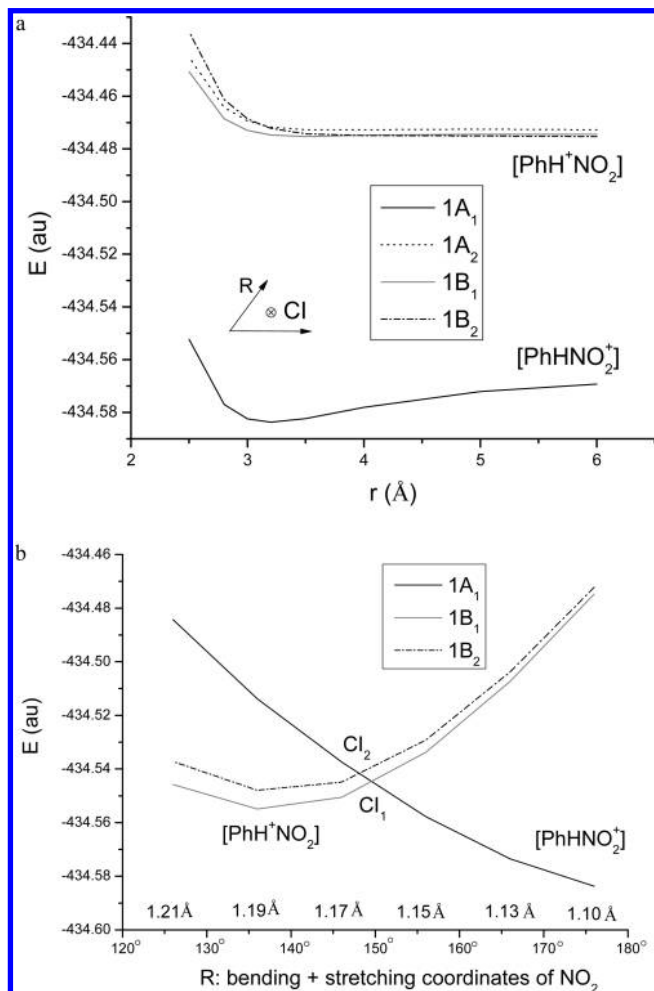 a
-434.44
-434.46
-434.48
-434.50
-434.52
-434.54
-434.56
-434.58
E (au)
[PhH⁺NO₂]
1A₁
1A₂
1B₁
1B₂
R
⊗ CI
[PhHNO₂⁺]
2 3 4 5 6
r (Å)
b
-434.46
-434.48
-434.50
-434.52
-434.54
-434.56
-434.58
-434.60
E (au)
1A₁
1B₁
1B₂
CI₂
CI₁
[PhH⁺NO₂]
[PhHNO₂⁺]
1.21Å 1.19Å 1.17Å 1.15Å 1.13Å 1.10Å
120° 130° 140° 150° 160° 170° 180°
R: bending + stretching coordinates of NO₂